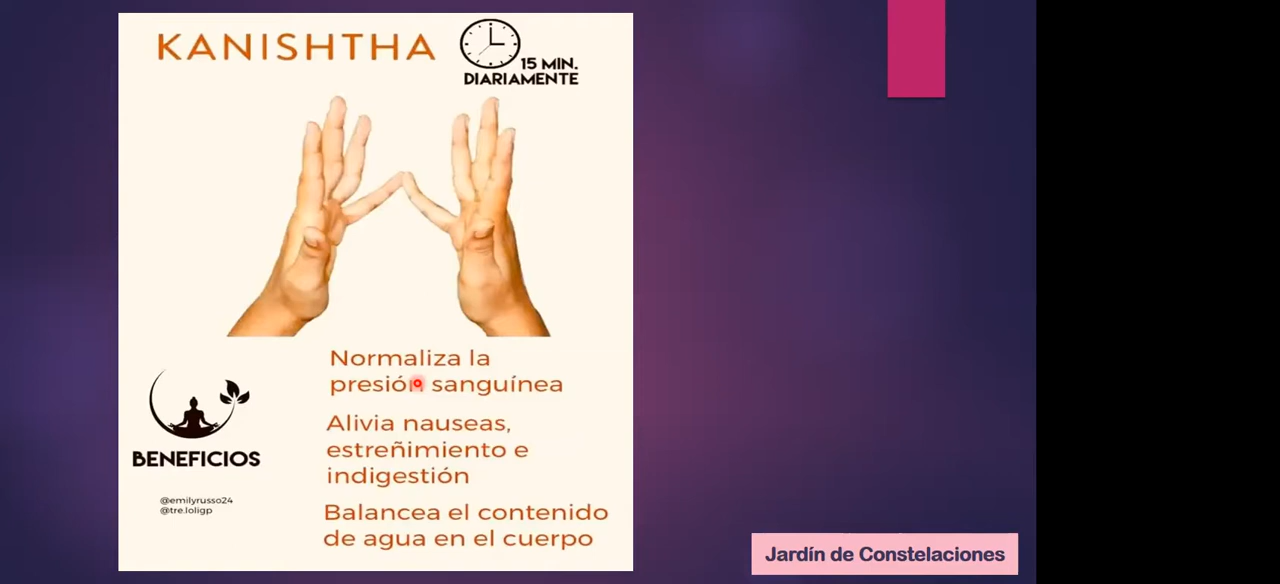 KANISHTHA
15 MIN.
DIARIAMENTE
Normaliza la
presión sanguínea
Alivia nauseas,
estreñimiento e
indigestión
Balancea el contenido
de agua en el cuerpo
BENEFICIOS
@emilyrusso24
@tre.loligp
Jardín de Constelaciones